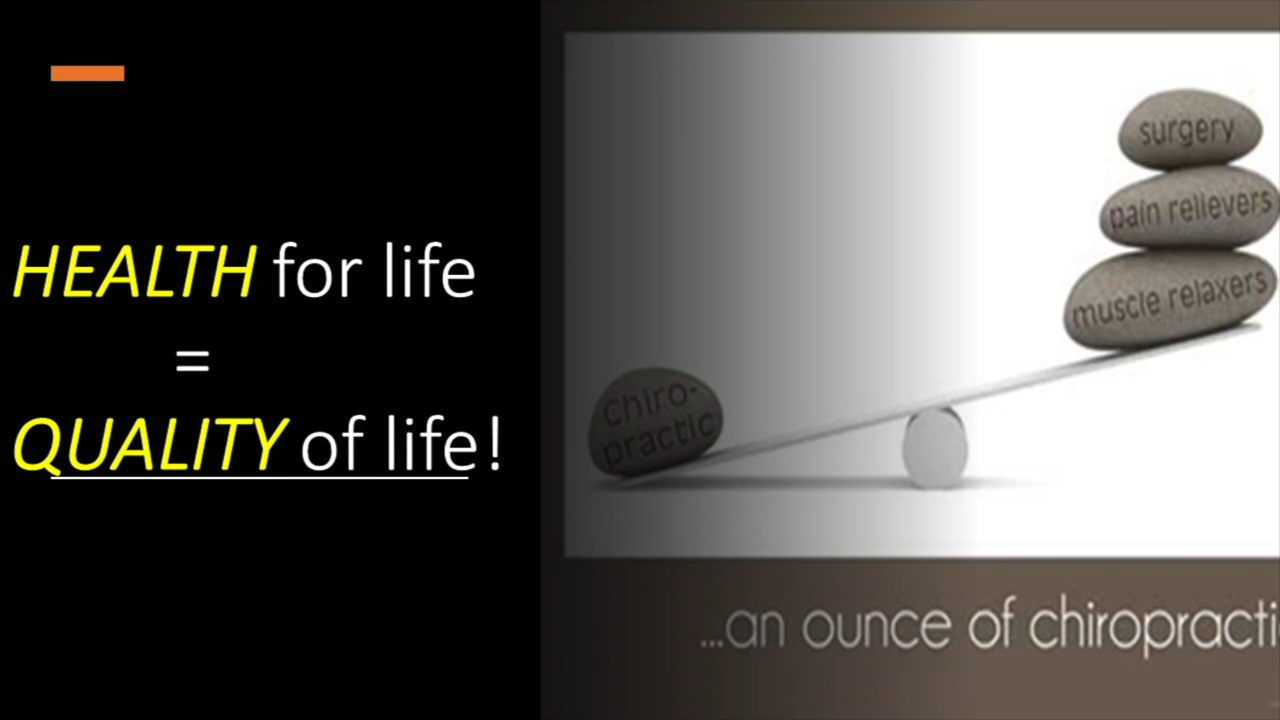 HEALTH for life
=
QUALITY of life!
surgery
pain relievers
muscle relaxers
chiro-
practic
...an ounce of chiropracti